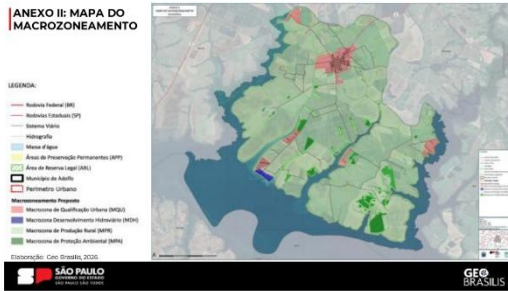 ANEXO II: MAPA DO
MACROZONEAMENTO
LEGENDA:
Rodovia Federal (BR)
Rodovias Estaduais (SP)
Sistema Viário
Hidrografia
Massa d'água
Áreas de Preservação Permanentes (APP)
Área de Reserva Legal (ARL)
Município de Adolfo
Perímetro Urbano
Macrozoneamento Proposto
Macrozona de Qualificação Urbana (MQU)
Macrozona Desenvolvimento Hidroviário (MDH)
Macrozona de Produção Rural (MPR)
Macrozona de Proteção Ambiental (MPA)
Elaboração: Geo Brasilis, 2026.
SÃO PAULO
GOVERNO DO ESTADO
SÃO PAULO SÃO TODOS
GEO
BRASILIS